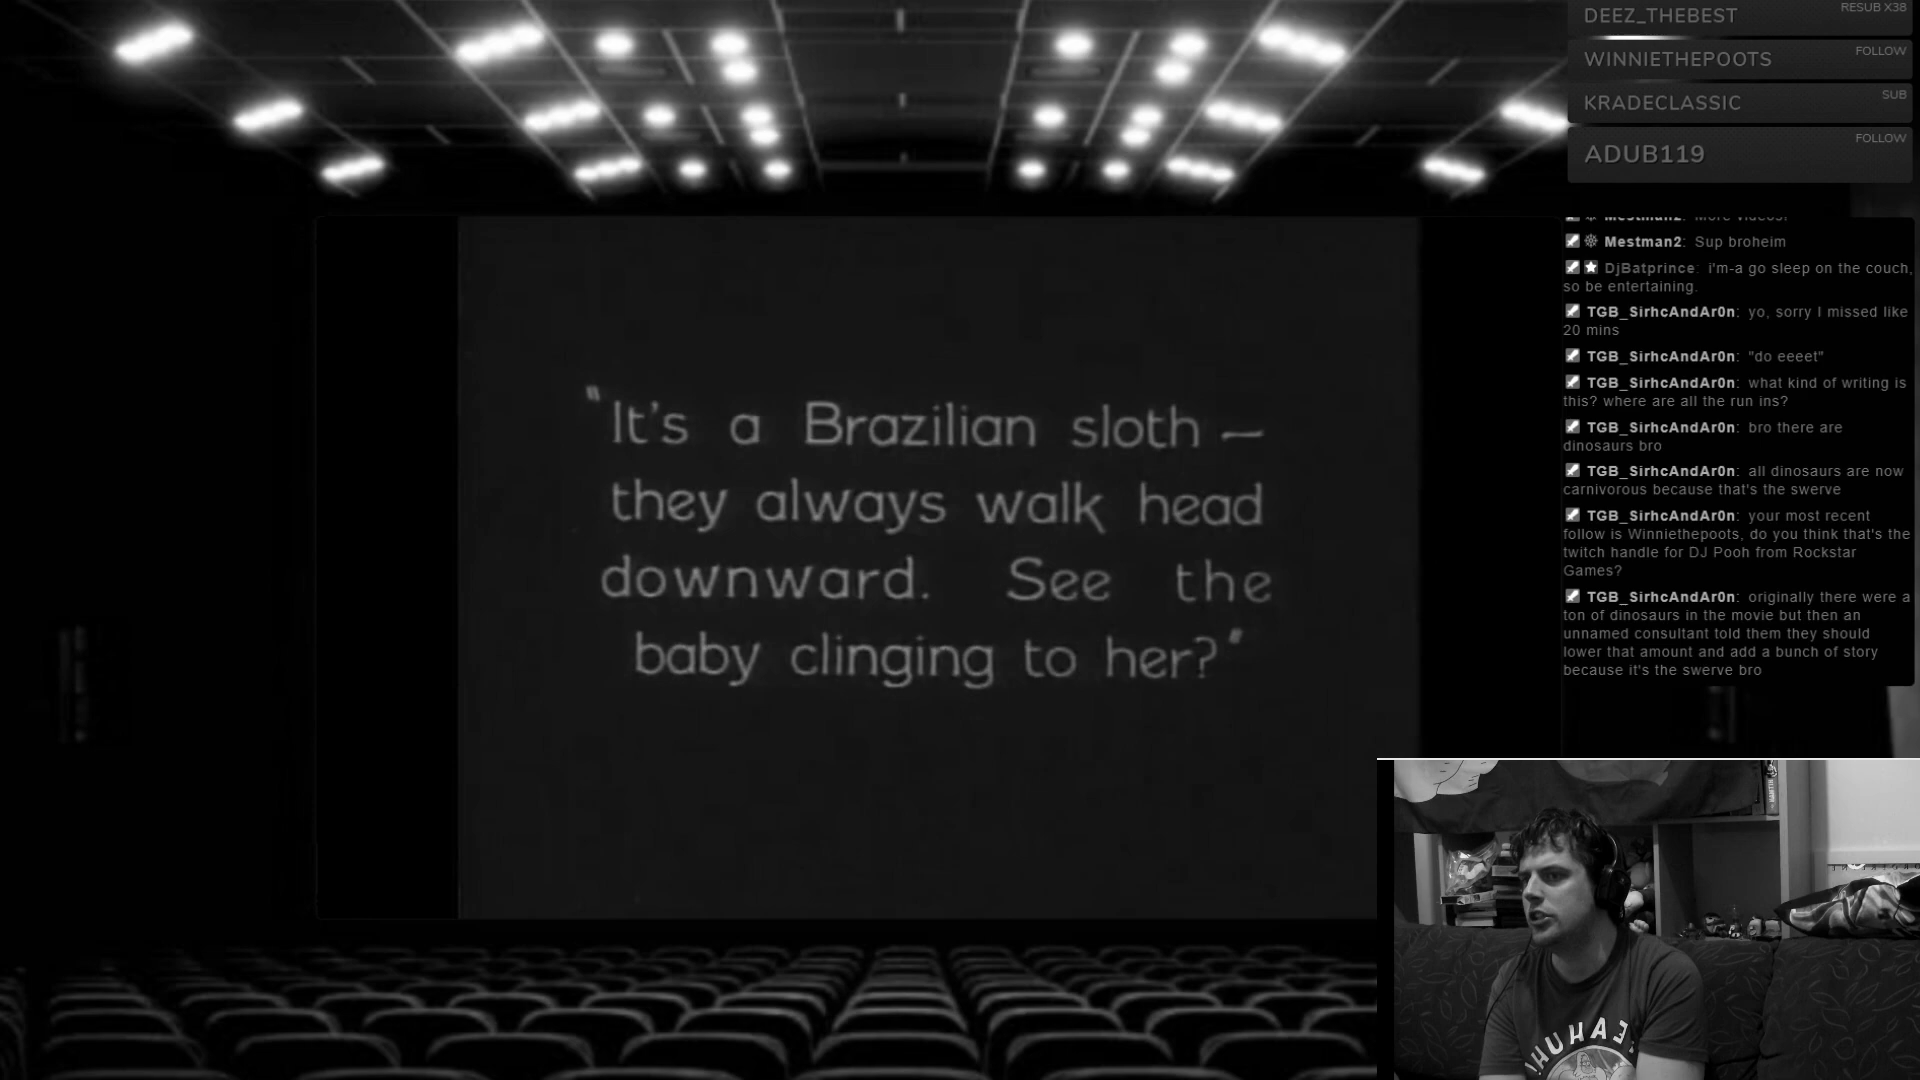 DEEZ_THEBEST RESUB X38
WINNIETHEPOOTS FOLLOW
KRADECLASSIC SUB
ADUB119 FOLLOW
Mestman2: More videos!
Mestman2: Sup broheim
DjBatprince: i'm-a go sleep on the couch,
so be entertaining.
TGB_SirhcAndAr0n: yo, sorry I missed like
20 mins
TGB_SirhcAndAr0n: "do eeeet"
TGB_SirhcAndAr0n: what kind of writing is
this? where are all the run ins?
TGB_SirhcAndAr0n: bro there are
dinosaurs bro
TGB_SirhcAndAr0n: all dinosaurs are now
carnivorous because that's the swerve
TGB_SirhcAndAr0n: your most recent
follow is Winniethepoots, do you think that's the
twitch handle for DJ Pooh from Rockstar
Games?
TGB_SirhcAndAr0n: originally there were a
ton of dinosaurs in the movie but then an
unnamed consultant told them they should
lower that amount and add a bunch of story
because it's the swerve bro
"It's a Brazilian sloth —
they always walk head
downward. See the
baby clinging to her?"